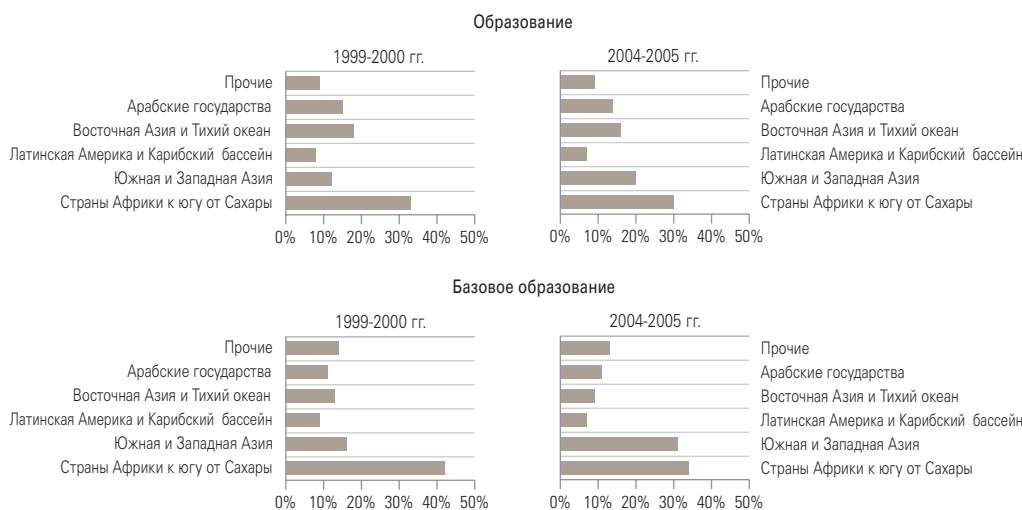 Образование
1999-2000 гг.
2004-2005 гг.
Прочие
Прочие
Арабские государства
Арабские государства
Восточная Азия и Тихий океан
Восточная Азия и Тихий океан
Латинская Америка и Карибский бассейн
Латинская Америка и Карибский бассейн
Южная и Западная Азия
Южная и Западная Азия
Страны Африки к югу от Сахары
Страны Африки к югу от Сахары
0% 10% 20% 30% 40% 50%
0% 10% 20% 30% 40% 50%
Базовое образование
1999-2000 гг.
2004-2005 гг.
Прочие
Прочие
Арабские государства
Арабские государства
Восточная Азия и Тихий океан
Восточная Азия и Тихий океан
Латинская Америка и Карибский бассейн
Латинская Америка и Карибский бассейн
Южная и Западная Азия
Южная и Западная Азия
Страны Африки к югу от Сахары
Страны Африки к югу от Сахары
0% 10% 20% 30% 40% 50%
0% 10% 20% 30% 40% 50%